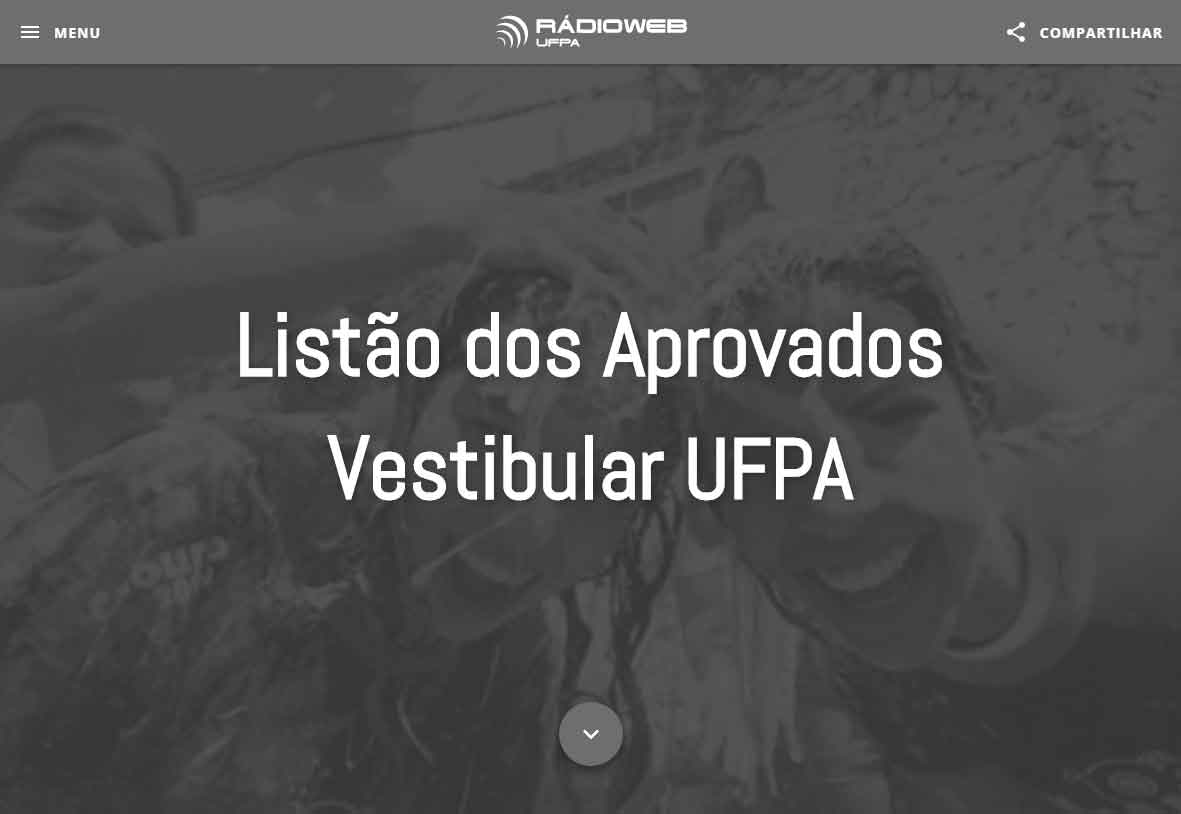 MENU
RÁDIOWEB
UFPA
COMPARTILHAR
Listão dos Aprovados
Vestibular UFPA